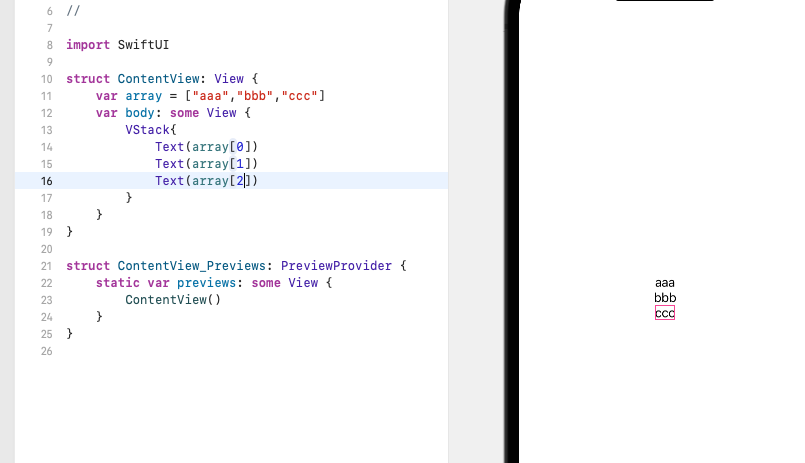 6 //
7
8 import SwiftUI
9
10 struct ContentView: View {
11 var array = ["aaa","bbb","ccc"]
12 var body: some View {
13 VStack{
14 Text(array[0])
15 Text(array[1])
16 Text(array[2])
17 }
18 }
19 }
20
21 struct ContentView_Previews: PreviewProvider {
22 static var previews: some View {
23 ContentView()
24 }
25 }
26
aaa
bbb
ccc